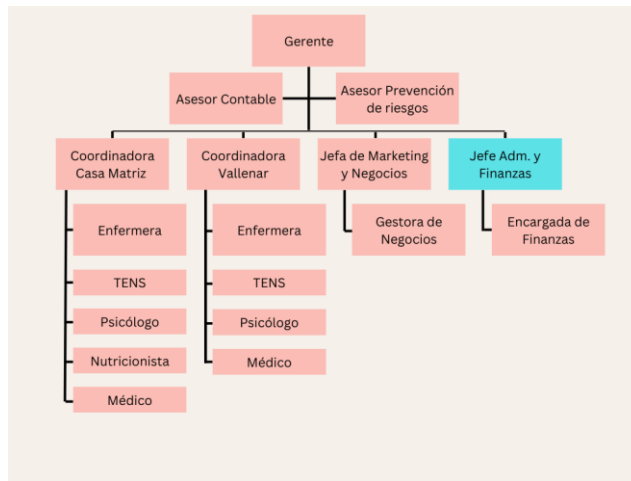 Gerente
Asesor Contable
Asesor Prevención
de riesgos
Coordinadora
Casa Matriz
Coordinadora
Vallenar
Jefa de Marketing
y Negocios
Jefe Adm. y
Finanzas
Enfermera
TENS
Psicólogo
Nutricionista
Médico
Enfermera
TENS
Psicólogo
Médico
Gestora de
Negocios
Encargada de
Finanzas